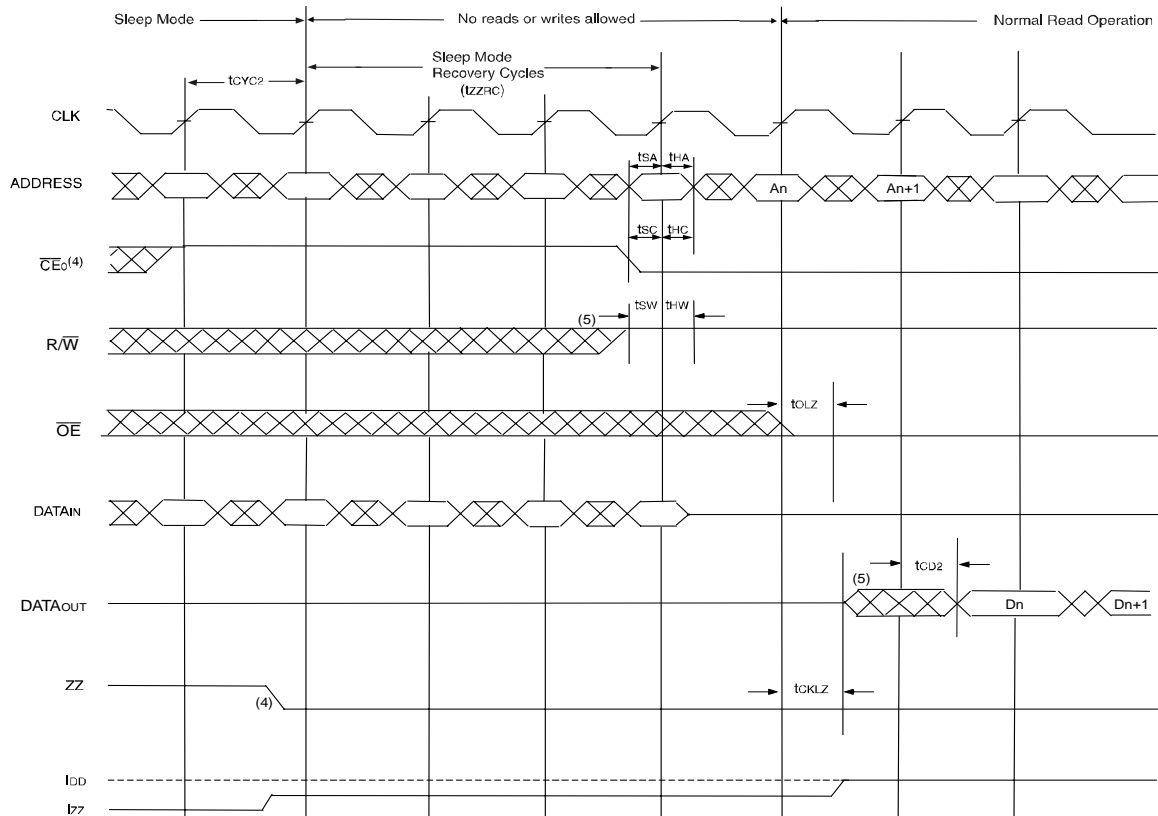 Sleep Mode
No reads or writes allowed
Normal Read Operation
Sleep Mode
Recovery Cycles
(tZZRC)
tCYC2
CLK
tSA tHA
ADDRESS
An
An+1
tSC tHC
CE0(4)
tSW tHW
(5)
R/W
tOLZ
OE
DATAIN
tCD2
(5)
DATAOUT
Dn
Dn+1
ZZ
(4)
tCKLZ
IDD
IZZ